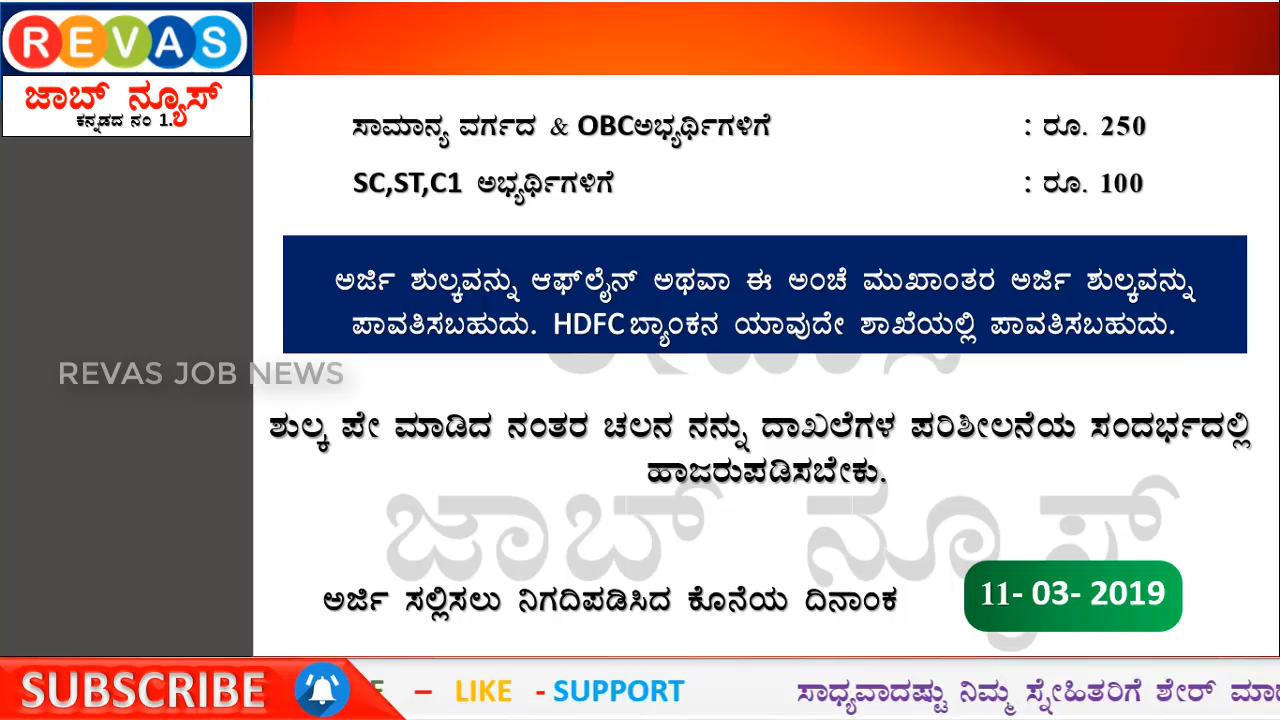 REVAS
ಜಾಬ್ ನ್ಯೂಸ್
ಕನ್ನಡದ ನಂ 1.
ಸಾಮಾನ್ಯ ವರ್ಗದ & OBCಅಭ್ಯರ್ಥಿಗಳಿಗೆ : ರೂ. 250
SC,ST,C1 ಅಭ್ಯರ್ಥಿಗಳಿಗೆ : ರೂ. 100
ಅರ್ಜಿ ಶುಲ್ಕವನ್ನು ಆಫ್‌ಲೈನ್ ಅಥವಾ ಈ ಅಂಚೆ ಮುಖಾಂತರ ಅರ್ಜಿ ಶುಲ್ಕವನ್ನು
ಪಾವತಿಸಬಹುದು. HDFC ಬ್ಯಾಂಕನ ಯಾವುದೇ ಶಾಖೆಯಲ್ಲಿ ಪಾವತಿಸಬಹುದು.
REVAS JOB NEWS
ಶುಲ್ಕ ಪೇ ಮಾಡಿದ ನಂತರ ಚಲನ ನನ್ನು ದಾಖಲೆಗಳ ಪರಿಶೀಲನೆಯ ಸಂದರ್ಭದಲ್ಲಿ
ಹಾಜರುಪಡಿಸಬೇಕು.
ಜಾಬ್ ನ್ಯೂಸ್
ಅರ್ಜಿ ಸಲ್ಲಿಸಲು ನಿಗದಿಪಡಿಸಿದ ಕೊನೆಯ ದಿನಾಂಕ 11- 03- 2019
SUBSCRIBE – LIKE - SUPPORT ಸಾಧ್ಯವಾದಷ್ಟು ನಿಮ್ಮ ಸ್ನೇಹಿತರಿಗೆ ಶೇರ್